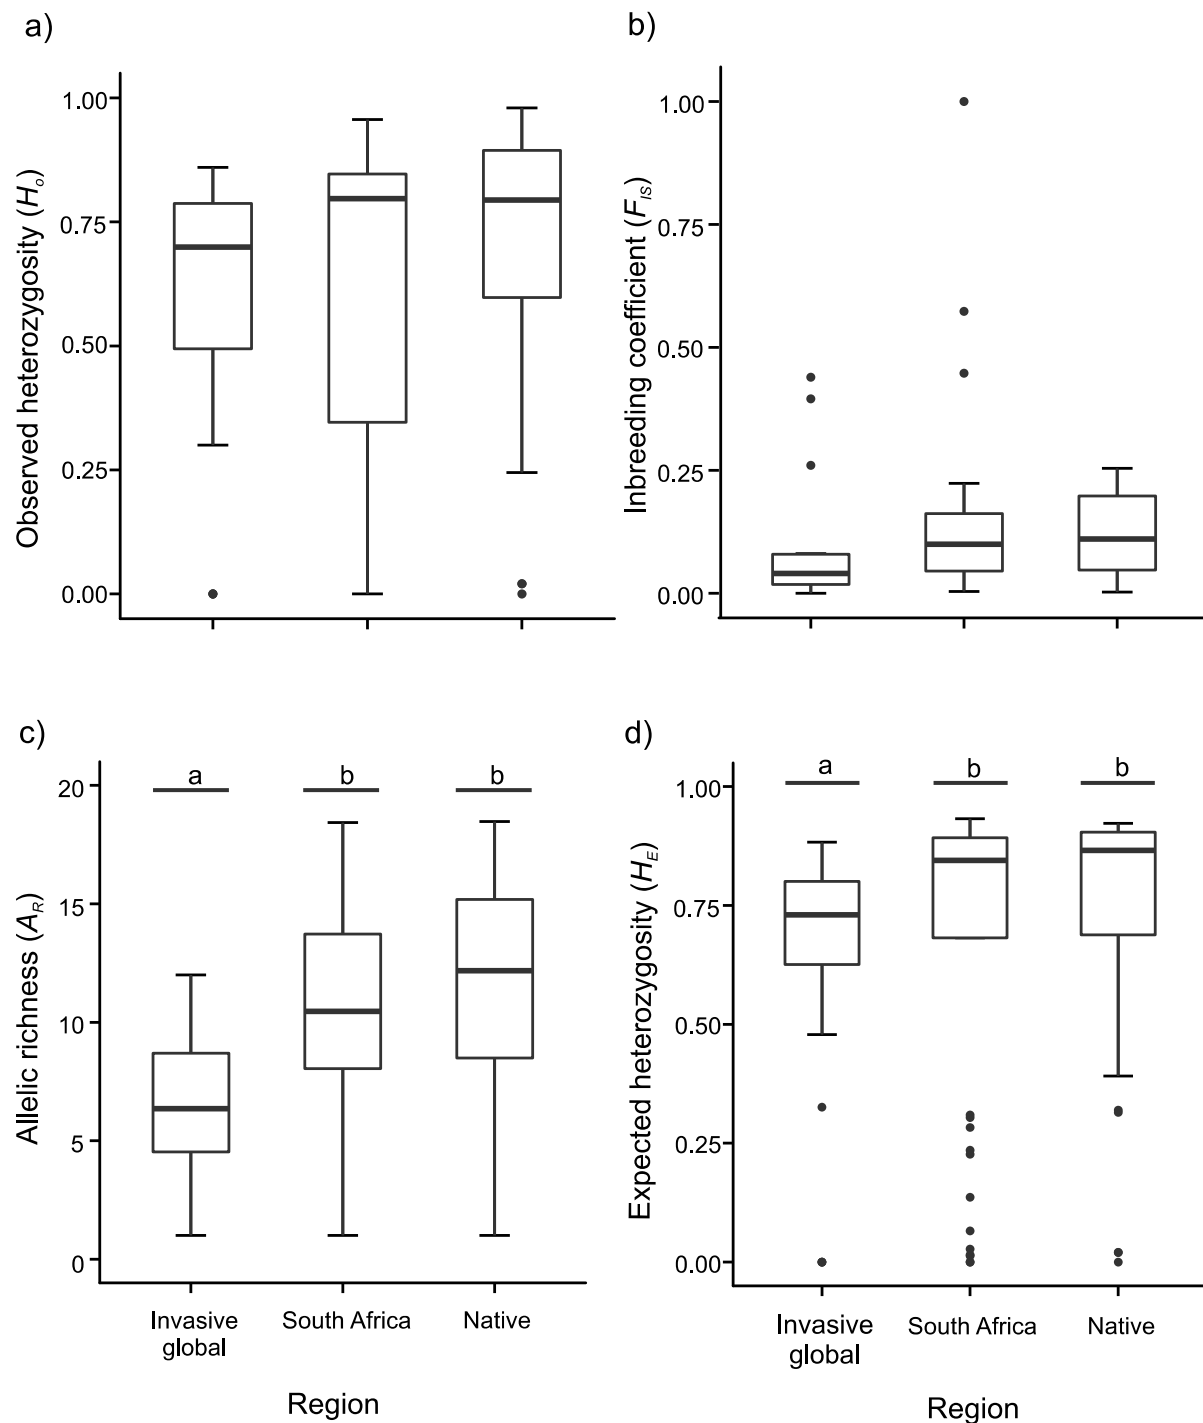 a)
Observed heterozygosity (Ho)
1.00
0.75
0.50
0.25
0.00
b)
Inbreeding coefficient (FIS)
1.00
0.75
0.50
0.25
0.00
c)
Allelic richness (AR)
20
15
10
5
0
a b b
Invasive global South Africa Native
Region
d)
Expected heterozygosity (HE)
1.00
0.75
0.50
0.25
0.00
a b b
Invasive global South Africa Native
Region